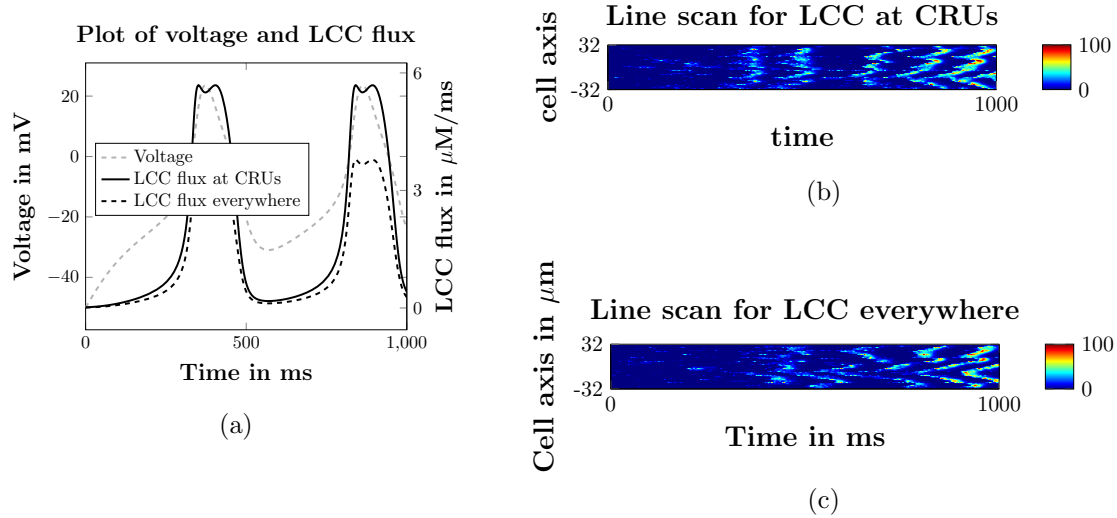 Plot of voltage and LCC flux
Voltage in mV
20
0
−20
−40
Voltage
LCC flux at CRUs
LCC flux everywhere
6
3
0
LCC flux in μM/ms
0
500
1,000
Time in ms
(a)
Line scan for LCC at CRUs
cell axis
32
-32
0
1000
100
0
time
(b)
Line scan for LCC everywhere
Cell axis in μm
32
-32
0
1000
100
0
Time in ms
(c)